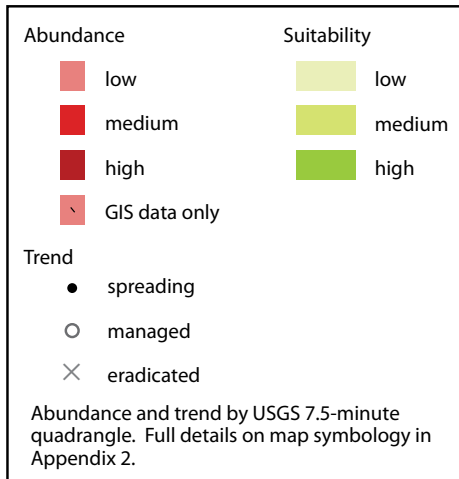 Abundance
low
medium
high
GIS data only
Trend
spreading
managed
eradicated
Suitability
low
medium
high
Abundance and trend by USGS 7.5-minute
quadrangle.  Full details on map symbology in
Appendix 2.